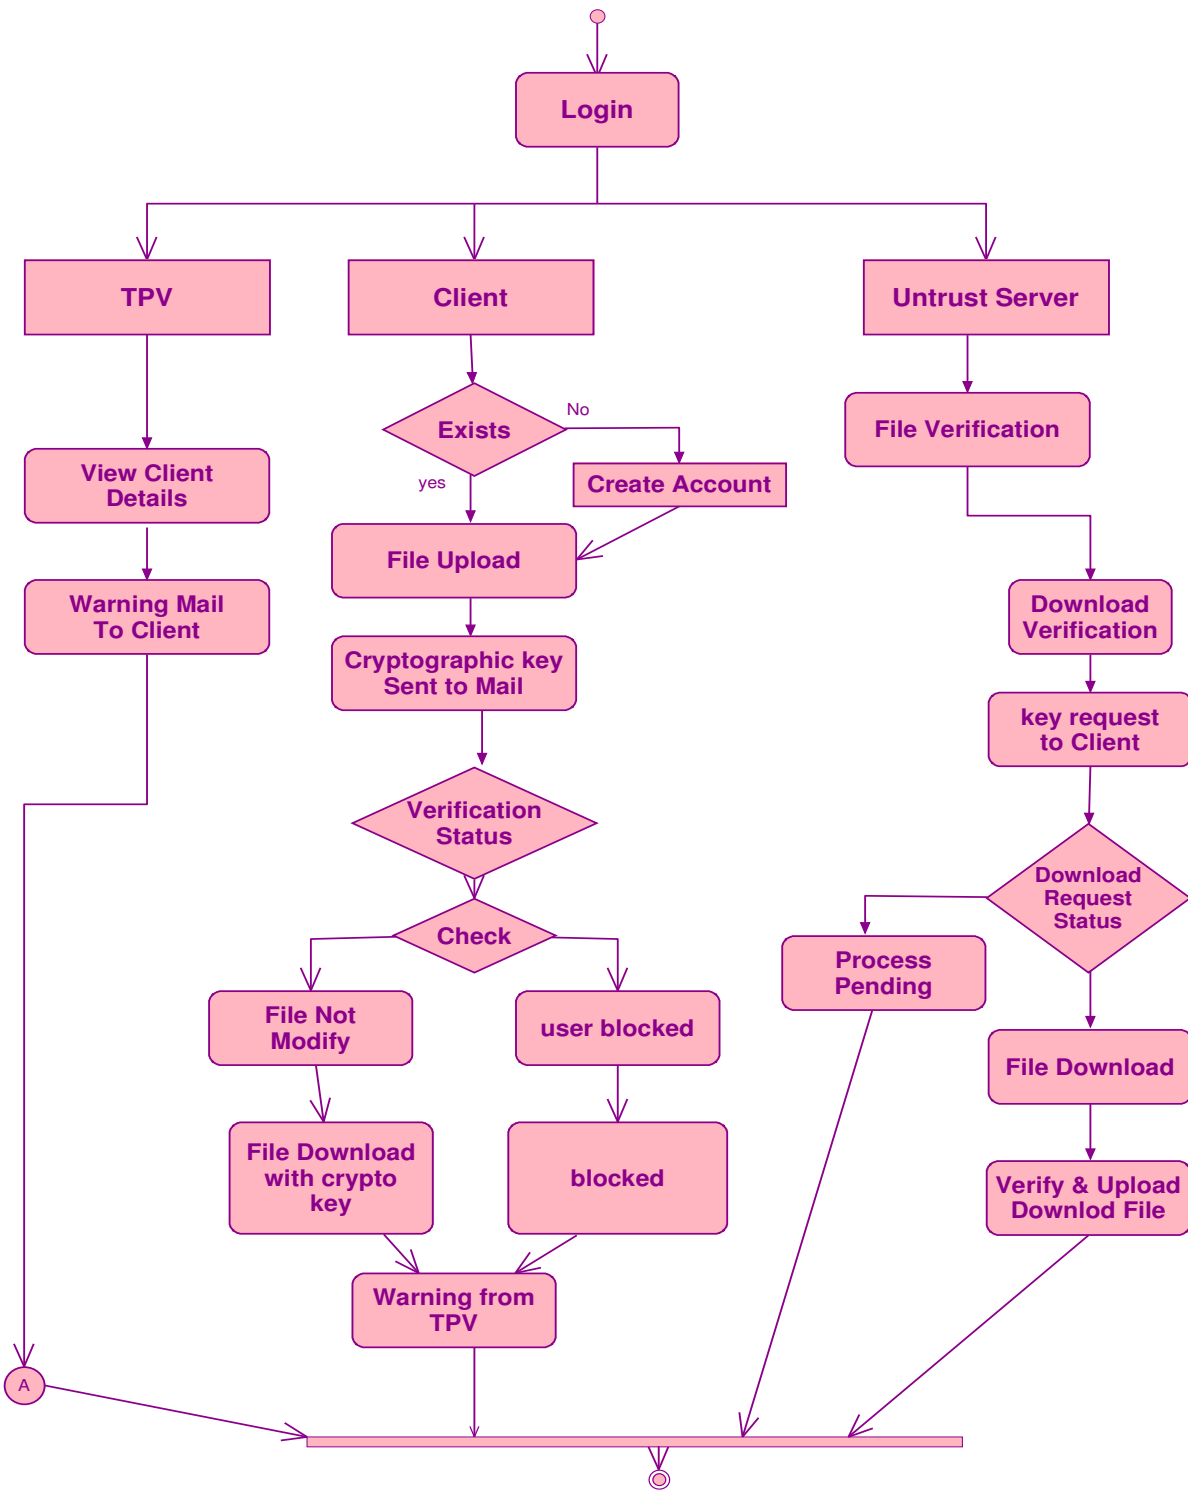 Login
TPV
Client
Untrust Server
No
Exists
File Verification
View Client
Details
yes
Create Account
File Upload
Warning Mail
To Client
Download
Verification
Cryptographic key
Sent to Mail
key request
to Client
Verification
Status
Download
Request
Status
Check
Process
Pending
File Not
Modify
user blocked
File Download
File Download
with crypto
key
blocked
Verify & Upload
Downlod File
Warning from
TPV
A